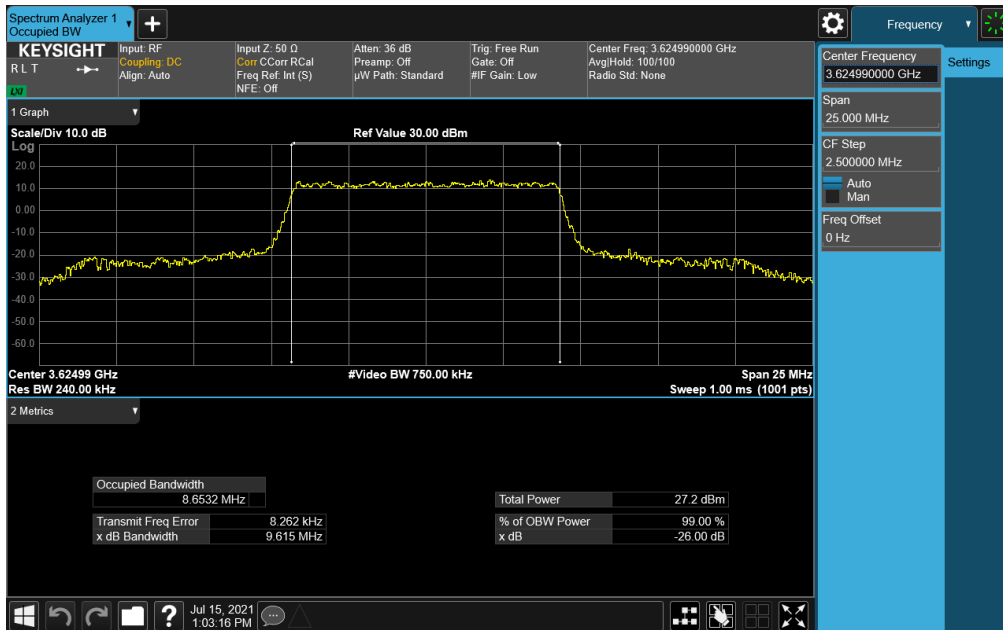 Spectrum Analyzer 1
Occupied BW
Frequency
KEYSIGHT
RLT
LXI
Input: RF
Coupling: DC
Align: Auto
Input Z: 50 Ω
Corr CCorr RCal
Freq Ref: Int (S)
NFE: Off
Atten: 36 dB
Preamp: Off
µW Path: Standard
Trig: Free Run
Gate: Off
#IF Gain: Low
Center Freq: 3.624990000 GHz
Avg|Hold: 100/100
Radio Std: None
Center Frequency
3.624990000 GHz
Settings
Span
25.000 MHz
CF Step
2.500000 MHz
Auto
Man
Freq Offset
0 Hz
1 Graph
Scale/Div 10.0 dB
Ref Value 30.00 dBm
Log
20.0
10.0
0.00
-10.0
-20.0
-30.0
-40.0
-50.0
-60.0
Center 3.62499 GHz
#Video BW 750.00 kHz
Span 25 MHz
Res BW 240.00 kHz
Sweep 1.00 ms (1001 pts)
2 Metrics
Occupied Bandwidth
8.6532 MHz
Total Power 27.2 dBm
Transmit Freq Error 8.262 kHz
% of OBW Power 99.00 %
x dB Bandwidth 9.615 MHz
x dB -26.00 dB
?
Jul 15, 2021
1:03:16 PM